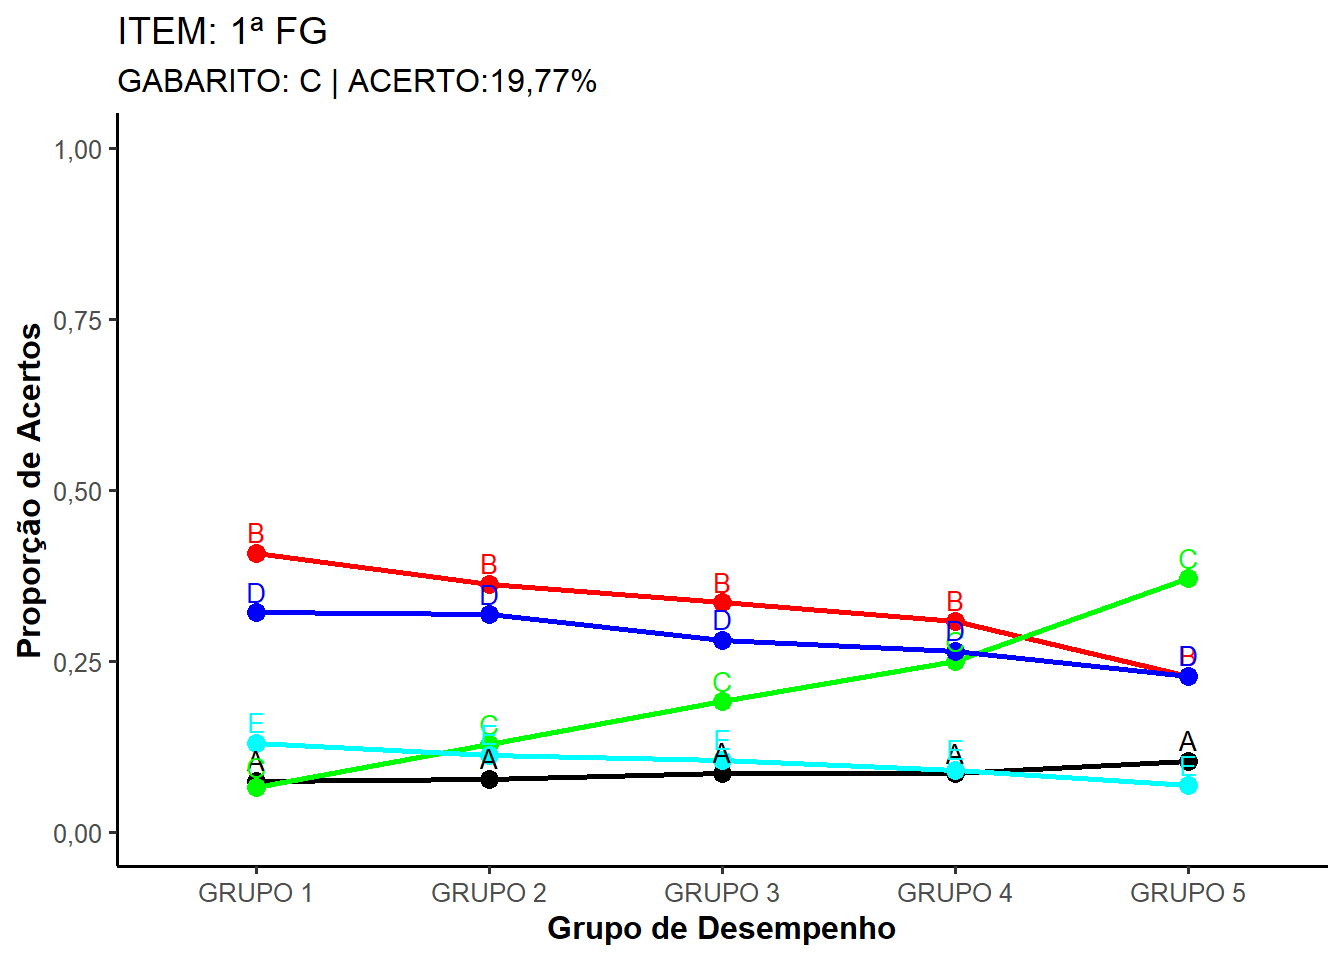 ITEM: 1ª FG
GABARITO: C | ACERTO:19,77%
Proporção de Acertos
1,00
0,75
0,50
0,25
0,00
B
B
B
B
D
D
D
D
D
C
C
C
C
C
C
E
E
E
E
E
A
A
A
A
A
GRUPO 1
GRUPO 2
GRUPO 3
GRUPO 4
GRUPO 5
Grupo de Desempenho